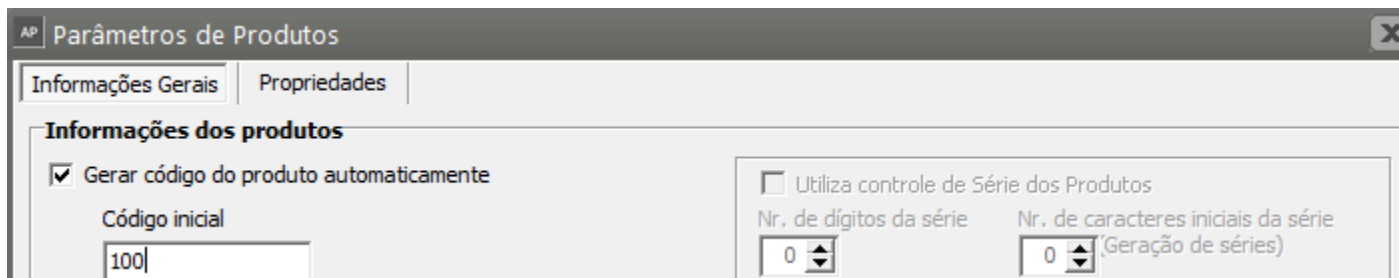 AP Parâmetros de Produtos
Informações Gerais Propriedades
Informações dos produtos
Gerar código do produto automaticamente
Código inicial
100
Utiliza controle de Série dos Produtos
Nr. de dígitos da série Nr. de caracteres iniciais da série
0 0 (Geração de séries)